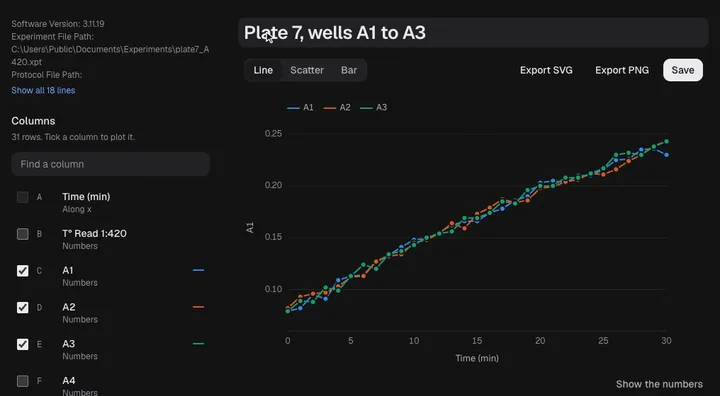 Software Version: 3.11.19
Experiment File Path:
C:\Users\Public\Documents\Experiments\plate7_A
420.xpt
Protocol File Path:
Show all 18 lines
Columns
31 rows. Tick a column to plot it.
Find a column
A Time (min)
Along x
B T° Read 1:420
Numbers
C A1
Numbers
D A2
Numbers
E A3
Numbers
F A4
Numbers
Plate 7, wells A1 to A3
Line Scatter Bar
Export SVG Export PNG Save
A1 A2 A3
0.25
0.20
0.15
0.10
A1
0 5 10 15 20 25 30
Time (min)
Show the numbers